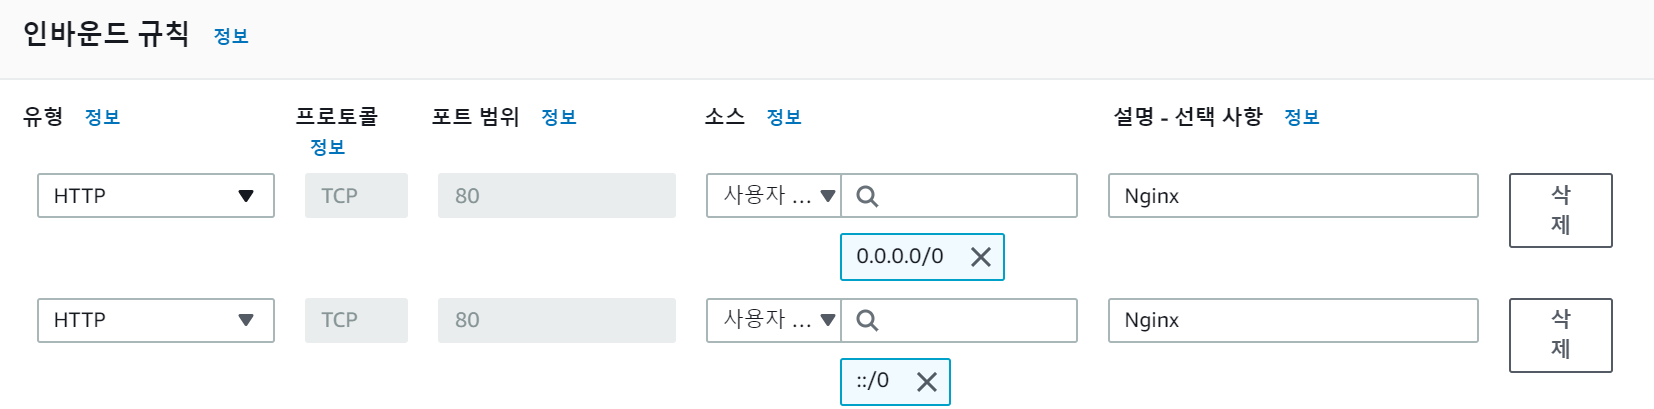 인바운드 규칙 정보
유형 정보 프로토콜 정보 포트 범위 정보 소스 정보 설명 - 선택 사항 정보
HTTP TCP 80 사용자 ... Nginx 삭제
0.0.0.0/0
HTTP TCP 80 사용자 ... Nginx 삭제
::/0